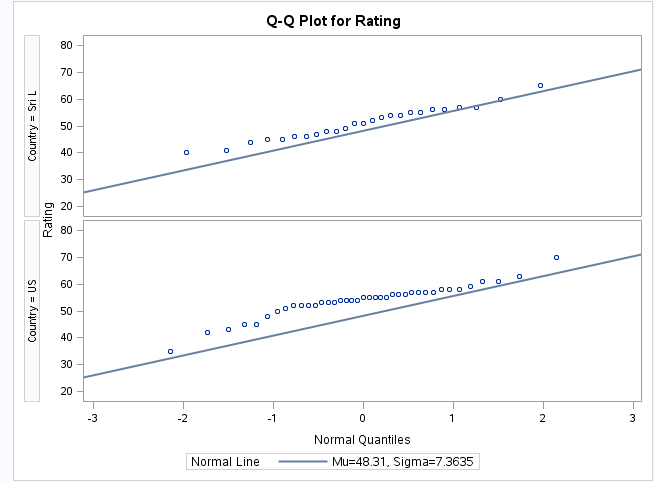 Q-Q Plot for Rating
Country = Sri L
80
70
60
50
40
30
20
Rating
Country = US
80
70
60
50
40
30
20
-3 -2 -1 0 1 2 3
Normal Quantiles
Normal Line Mu=48.31, Sigma=7.3635